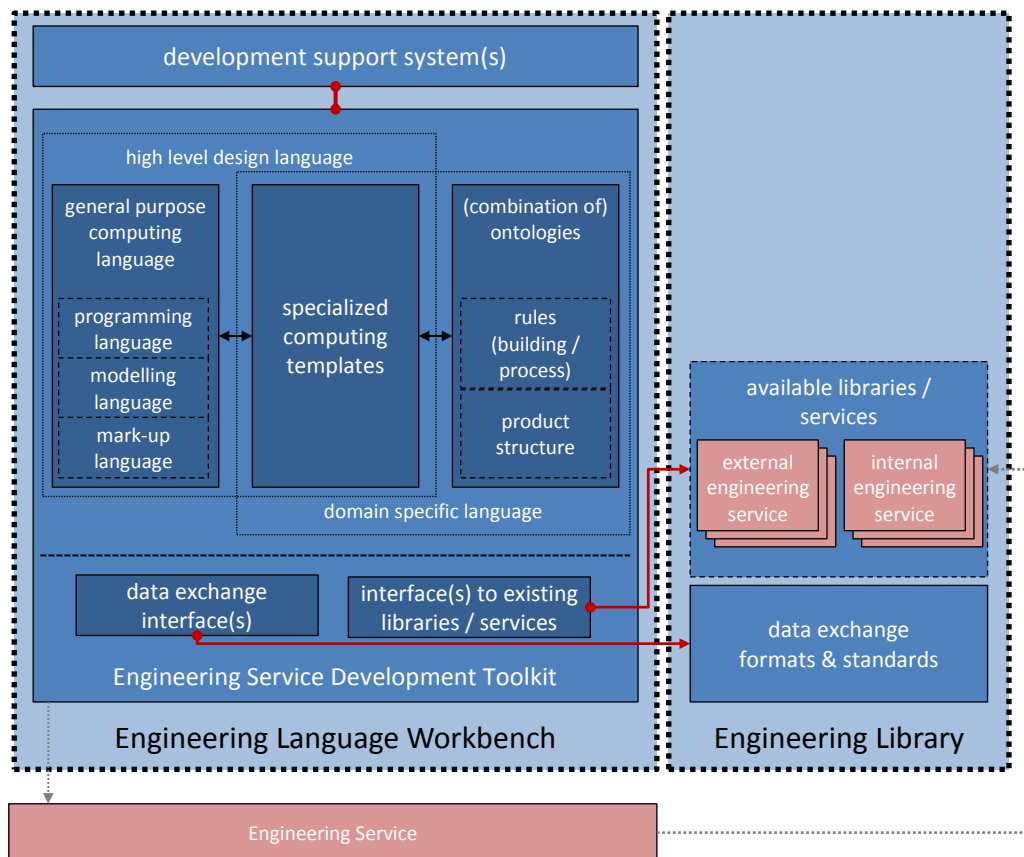 development support system(s)
high level design language
general purpose
computing
language
programming
language
modelling
language
mark-up
language
specialized
computing
templates
(combination of)
ontologies
rules
(building /
process)
product
structure
domain specific language
data exchange
interface(s)
interface(s) to existing
libraries / services
Engineering Service Development Toolkit
Engineering Language Workbench
available libraries /
services
external
engineering
service
internal
engineering
service
data exchange
formats & standards
Engineering Library
Engineering Service